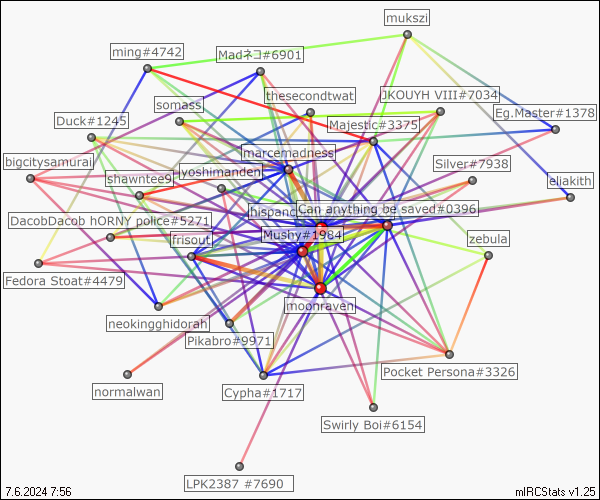 mukszi
ming#4742
Madネコ#6901
thesecondtwat
JKOUYH VIII#7034
somass
Eg.Master#1378
Duck#1245
Majestic#3375
marcemadness
bigcitysamurai
Silver#7938
shawntee9
yoshimanden
eliakith
hispano
Can anything be saved#0396
DacobDacob hORNY police#5271
Mushy#1984
frisout
zebula
Fedora Stoat#4479
moonraven
neokingghidorah
Pikabro#9971
Pocket Persona#3326
normalwan
Cypha#1717
Swirly Boi#6154
LPK2387 #7690
7.6.2024 7:56
mIRCStats v1.25